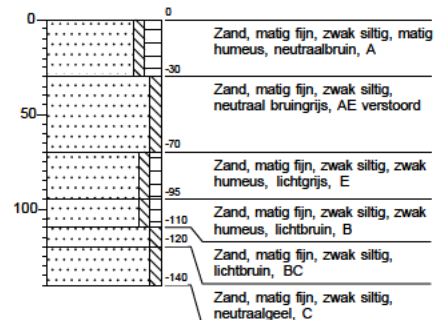 0
0
Zand, matig fijn, zwak siltig, matig
humeus, neutraalbruin, A
-30
Zand, matig fijn, zwak siltig,
neutraal bruingrijs, AE verstoord
50
-70
Zand, matig fijn, zwak siltig, zwak
humeus, lichtgrijs, E
-95
100
Zand, matig fijn, zwak siltig, zwak
humeus, lichtbruin, B
-110
-120
Zand, matig fijn, zwak siltig,
lichtbruin, BC
-140
Zand, matig fijn, zwak siltig,
neutraalgeel, C